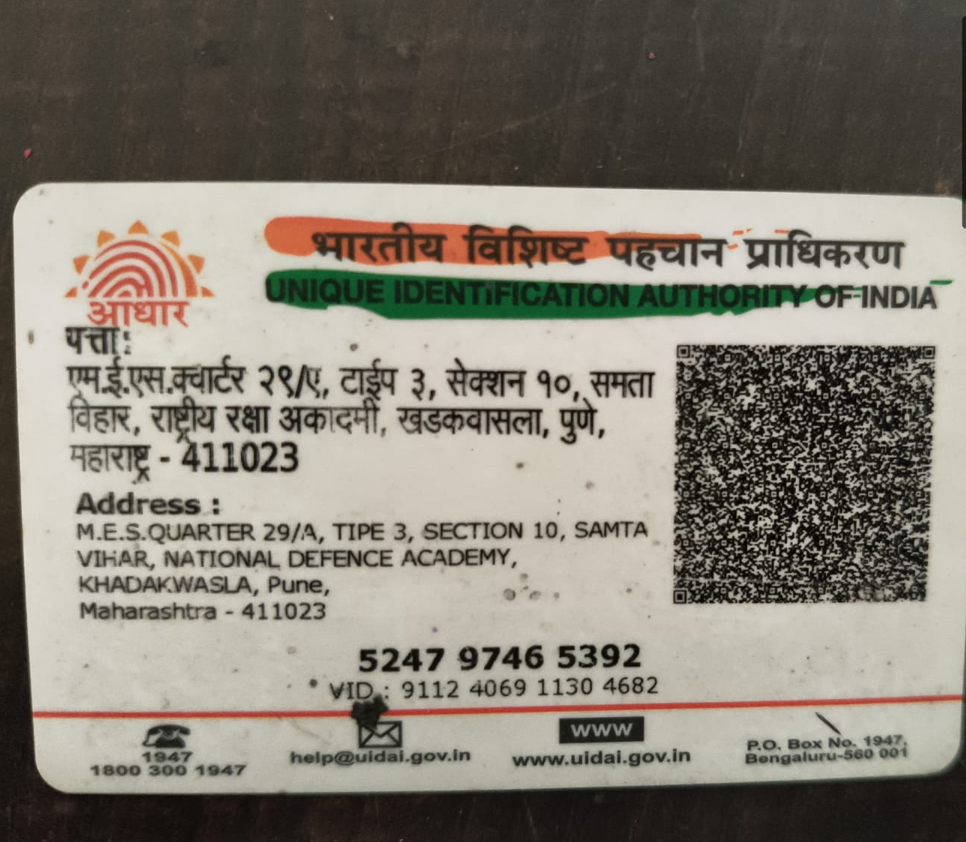 भारतीय विशिष्ट पहचान प्राधिकरण
UNIQUE IDENTIFICATION AUTHORITY OF INDIA
आधार
पत्ता:
एम.ई.एस.क्वार्टर २९/ए, टाईप ३, सेक्शन १०, समता
विहार, राष्ट्रीय रक्षा अकादमी, खडकवासला, पुणे,
महाराष्ट्र - 411023
Address :
M.E.S.QUARTER 29/A, TIPE 3, SECTION 10, SAMTA
VIHAR, NATIONAL DEFENCE ACADEMY,
KHADAKWASLA, Pune,
Maharashtra - 411023
5247 9746 5392
VID : 9112 4069 1130 4682
1947
1800 300 1947
help@uidai.gov.in
www
www.uidai.gov.in
P.O. Box No. 1947,
Bengaluru-560 001